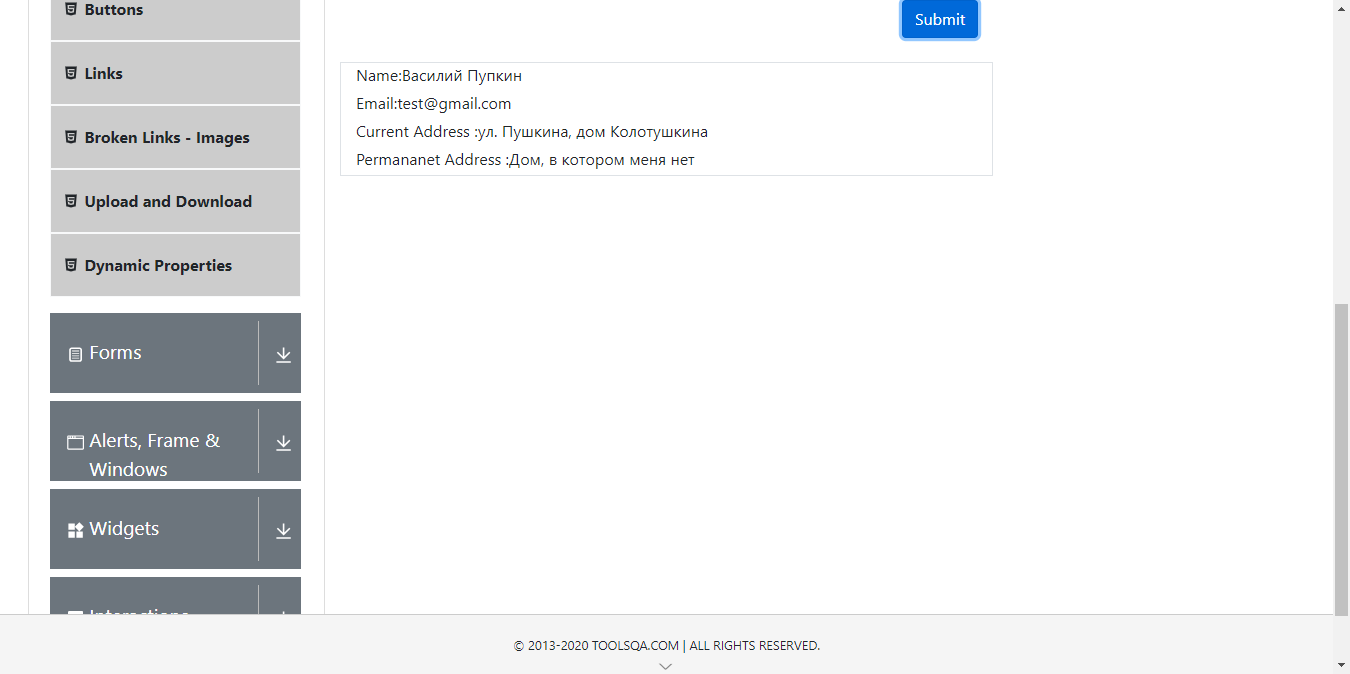 Buttons
Links
Broken Links - Images
Upload and Download
Dynamic Properties
Forms
Alerts, Frame &
Windows
Widgets
Interactions
Submit
Name:Василий Пупкин
Email:test@gmail.com
Current Address :ул. Пушкина, дом Колотушкина
Permananet Address :Дом, в котором меня нет
© 2013-2020 TOOLSQA.COM | ALL RIGHTS RESERVED.